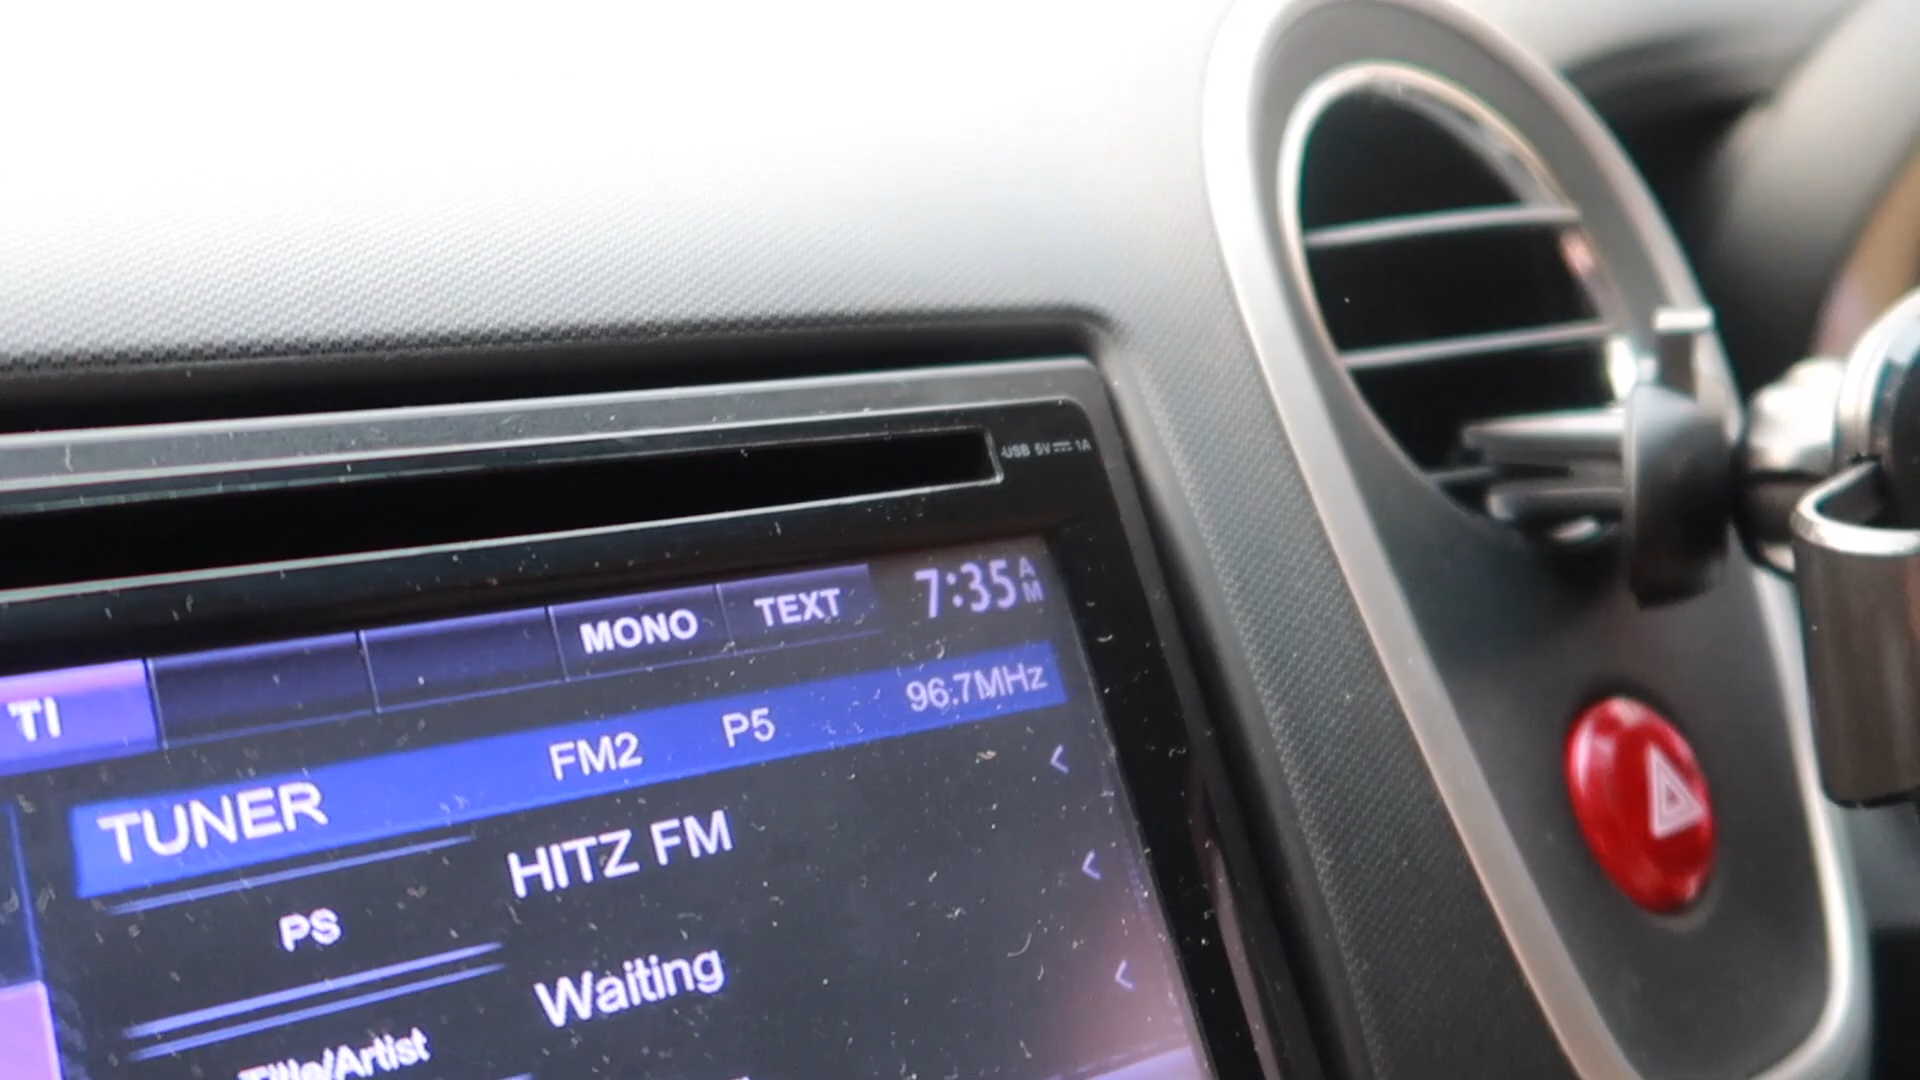 USB 5V 1A
7:35 AM
TI MONO TEXT
TUNER FM2 P5 96.7MHz
PS HITZ FM
Title/Artist Waiting